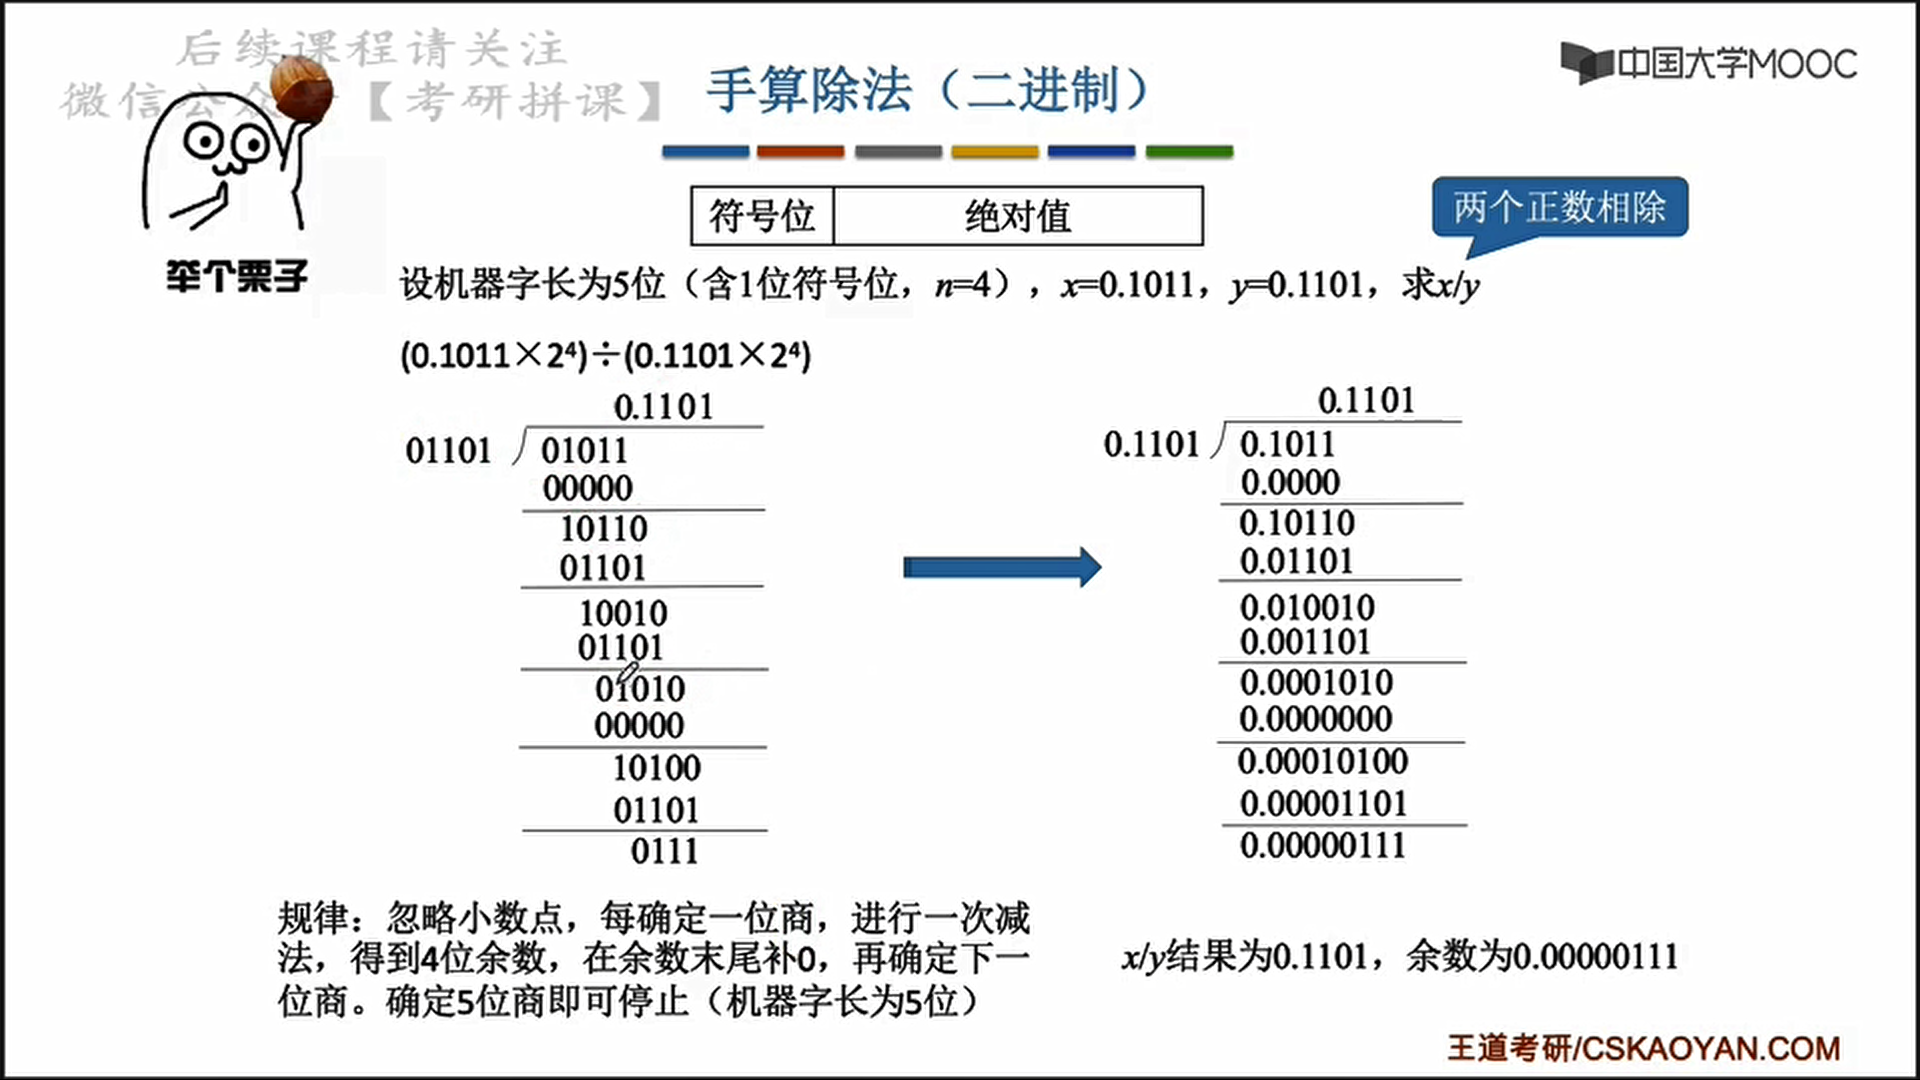 后续课程请关注
微信公众号【考研拼课】
中国大学MOOC
手算除法（二进制）
符号位 绝对值
两个正数相除
举个栗子
设机器字长为5位（含1位符号位，n=4），x=0.1011，y=0.1101，求x/y
(0.1011×2⁴)÷(0.1101×2⁴)
0.1101
01101 01011
00000
10110
01101
10010
01101
01010
00000
10100
01101
0111
0.1101
0.1101 0.1011
0.0000
0.10110
0.01101
0.010010
0.001101
0.0001010
0.0000000
0.00010100
0.00001101
0.00000111
规律：忽略小数点，每确定一位商，进行一次减
法，得到4位余数，在余数末尾补0，再确定下一
位商。确定5位商即可停止（机器字长为5位）
x/y结果为0.1101，余数为0.00000111
王道考研/CSKAOYAN.COM